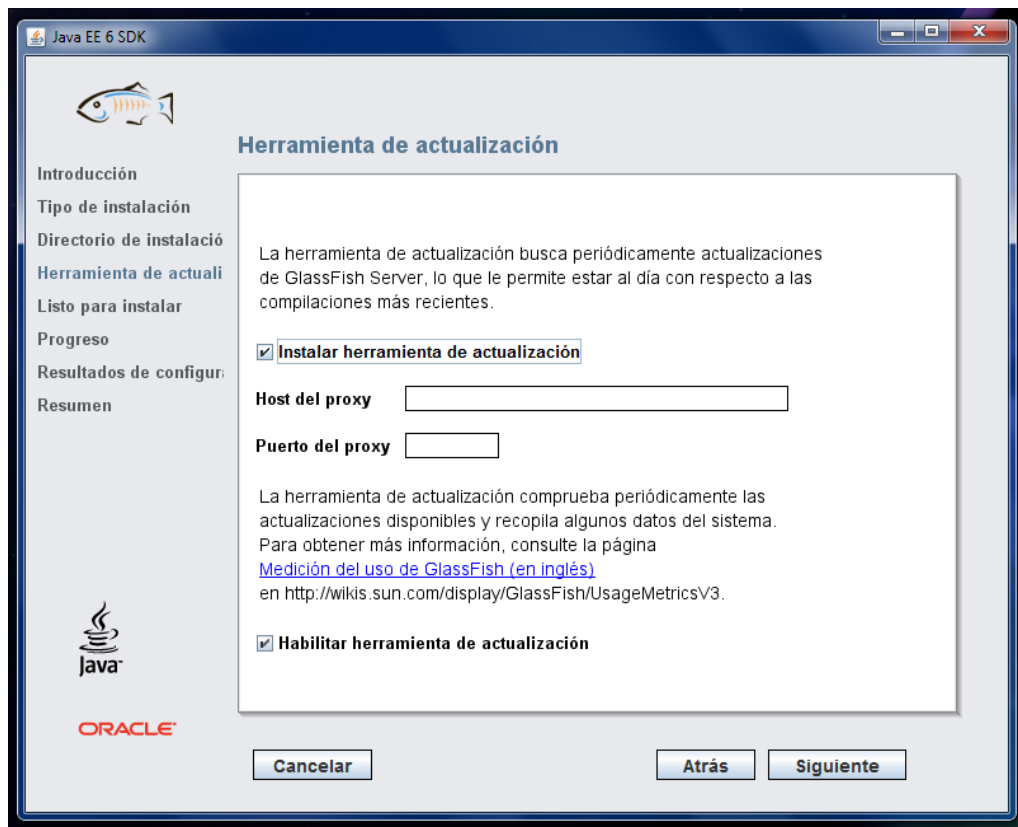 Java EE 6 SDK
Herramienta de actualización
Introducción
Tipo de instalación
Directorio de instalació
Herramienta de actuali
Listo para instalar
Progreso
Resultados de configur
Resumen
La herramienta de actualización busca periódicamente actualizaciones
de GlassFish Server, lo que le permite estar al día con respecto a las
compilaciones más recientes.
Instalar herramienta de actualización
Host del proxy
Puerto del proxy
La herramienta de actualización comprueba periódicamente las
actualizaciones disponibles y recopila algunos datos del sistema.
Para obtener más información, consulte la página
Medición del uso de GlassFish (en inglés)
en http://wikis.sun.com/display/GlassFish/UsageMetricsV3.
Habilitar herramienta de actualización
Java
ORACLE
Cancelar
Atrás
Siguiente